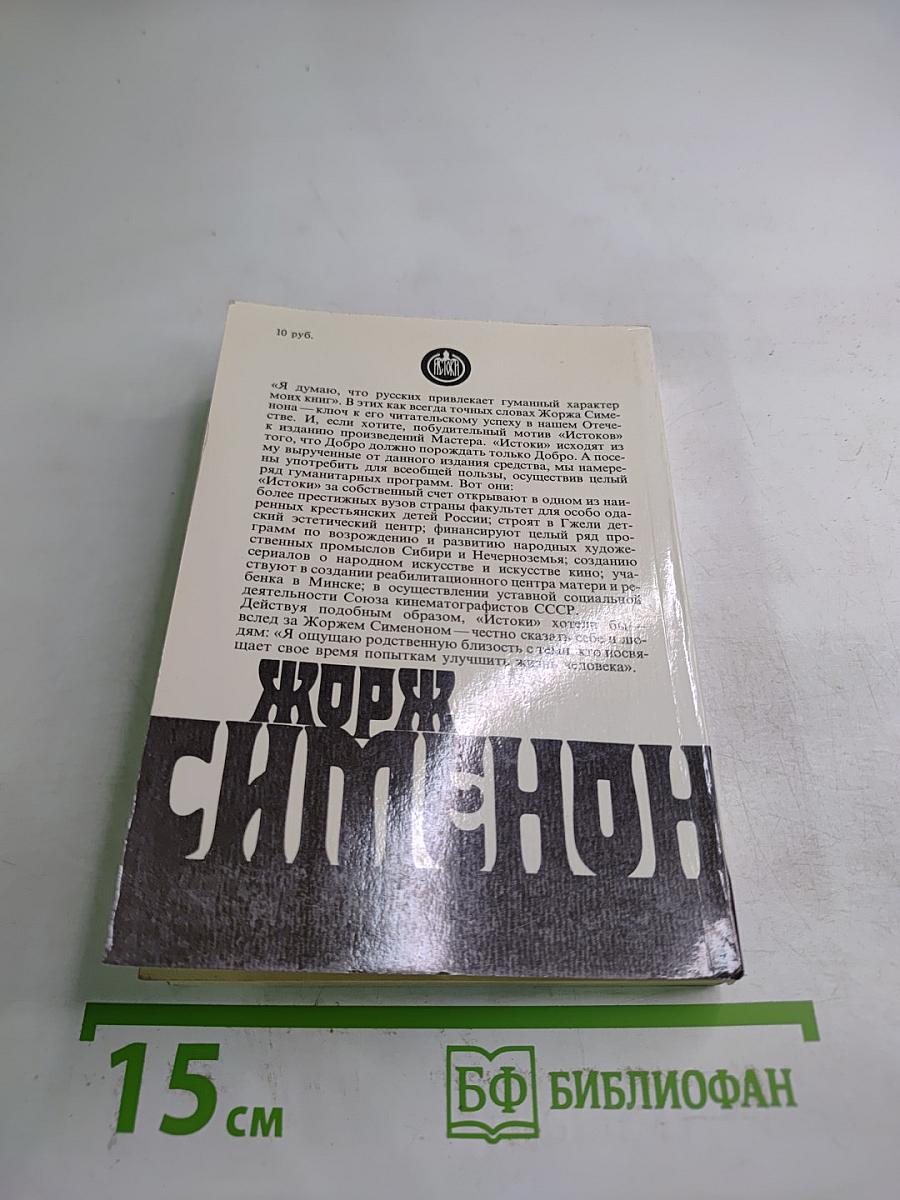 10 руб.
ИСТОКИ
«Я думаю, что русских привлекает гуманный характер
моих книг». В этих как всегда точных словах Жоржа Симе-
нона — ключ к его читательскому успеху в нашем Отече-
стве. И, если хотите, побудительный мотив «Истоков»
к изданию произведений Мастера. «Истоки» исходят из
того, что Добро должно порождать только Добро. А посе-
му вырученные от данного издания средства, мы намере-
ны употребить для всеобщей пользы, осуществив целый
ряд гуманитарных программ. Вот они:
«Истоки» за собственный счет открывают в одном из наи-
более престижных вузов страны факультет для особо ода-
ренных крестьянских детей России; строят в Гжели дет-
ский эстетический центр; финансируют целый ряд про-
грамм по возрождению и развитию народных художе-
ственных промыслов Сибири и Нечерноземья; созданию
сериалов о народном искусстве и искусстве кино; уча-
ствуют в создании реабилитационного центра матери и ре-
бенка в Минске; в осуществлении уставной социальной
деятельности Союза кинематографистов СССР.
Действуя подобным образом, «Истоки» хотели бы —
вслед за Жоржем Сименоном — честно сказать себе и лю-
дям: «Я ощущаю родственную близость с теми, кто посвя-
щает свое время попыткам улучшить жизнь человека».
ЖОРЖ
СИМЕНОН
15 см
БФ БИБЛИОФАН